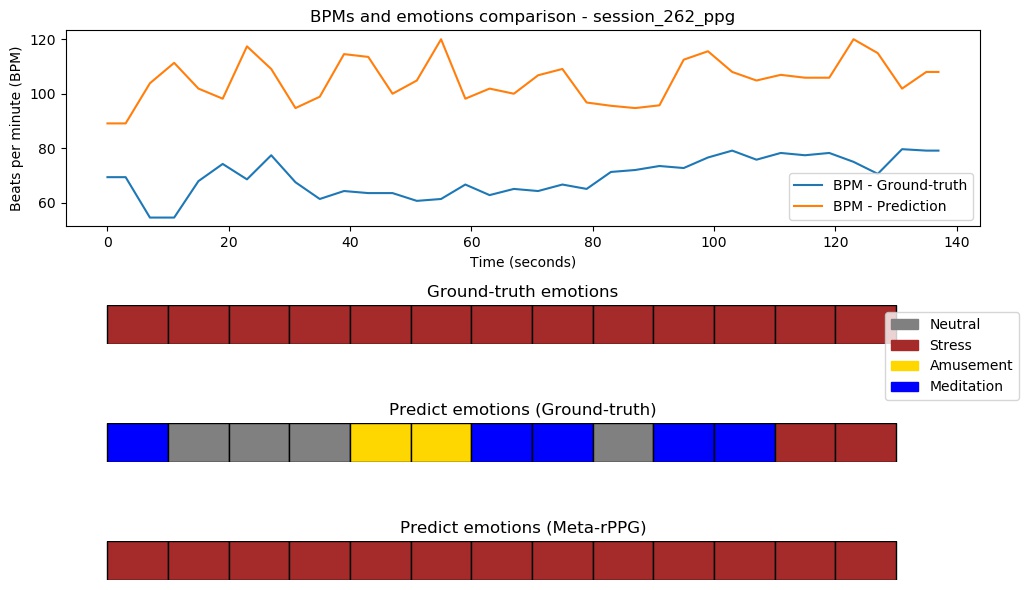 BPMs and emotions comparison - session_262_ppg
Beats per minute (BPM)
120
100
80
60
BPM - Ground-truth
BPM - Prediction
0 20 40 60 80 100 120 140
Time (seconds)
Ground-truth emotions
Neutral
Stress
Amusement
Meditation
Predict emotions (Ground-truth)
Predict emotions (Meta-rPPG)